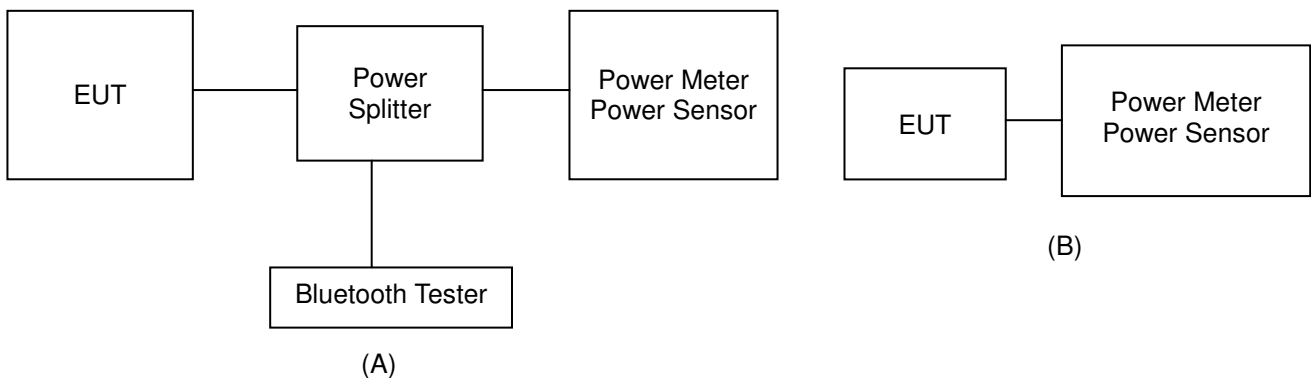 EUT
Power
Splitter
Power Meter
Power Sensor
Bluetooth Tester
(A)
EUT
Power Meter
Power Sensor
(B)